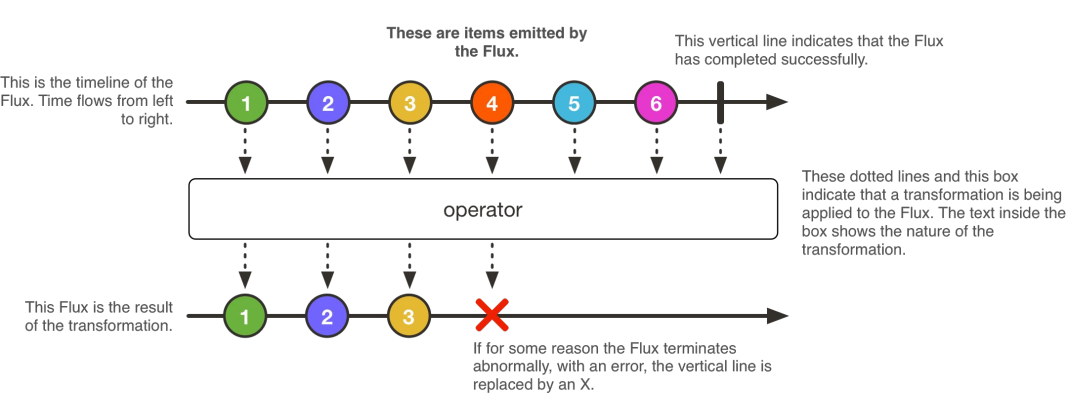 These are items emitted by
the Flux.
This vertical line indicates that the Flux
has completed successfully.
This is the timeline of the
Flux. Time flows from left
to right.
1 2 3 4 5 6
These dotted lines and this box
indicate that a transformation is being
applied to the Flux. The text inside the
box shows the nature of the
transformation.
operator
This Flux is the result
of the transformation.
1 2 3
If for some reason the Flux terminates
abnormally, with an error, the vertical line is
replaced by an X.